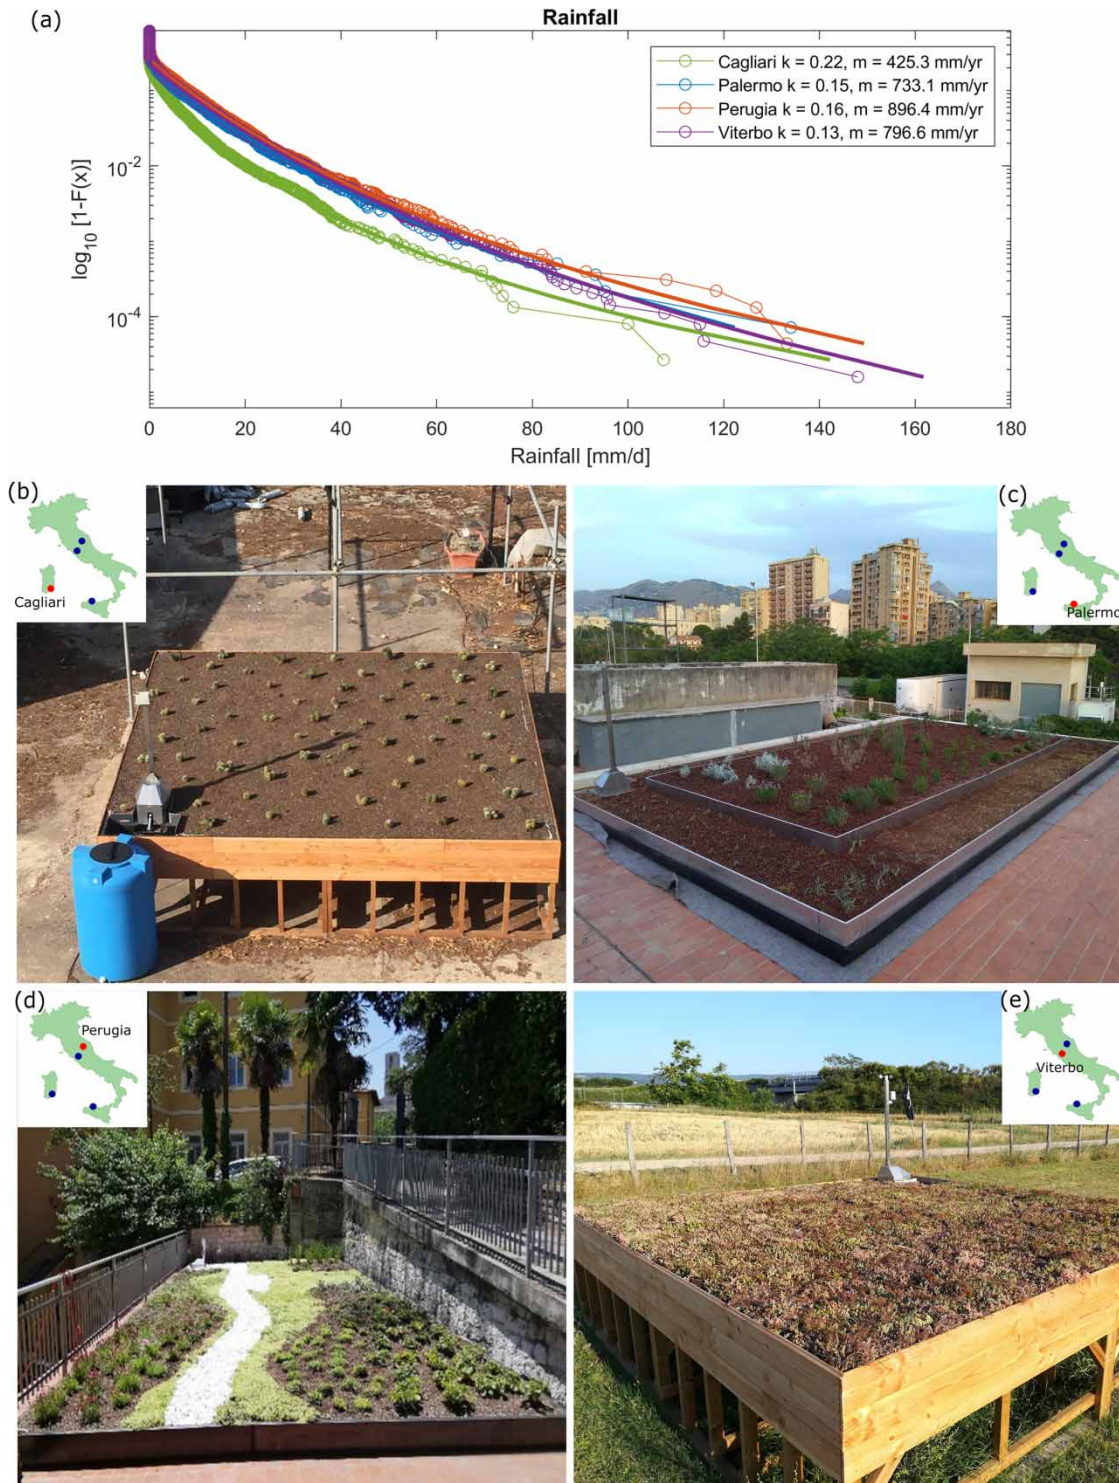 (a)
Rainfall
Cagliari k = 0.22, m = 425.3 mm/yr
Palermo k = 0.15, m = 733.1 mm/yr
Perugia k = 0.16, m = 896.4 mm/yr
Viterbo k = 0.13, m = 796.6 mm/yr
log10 [1-F(x)]
10-2
10-4
0 20 40 60 80 100 120 140 160 180
Rainfall [mm/d]
(b)
Cagliari
(c)
Palermo
(d)
Perugia
(e)
Viterbo